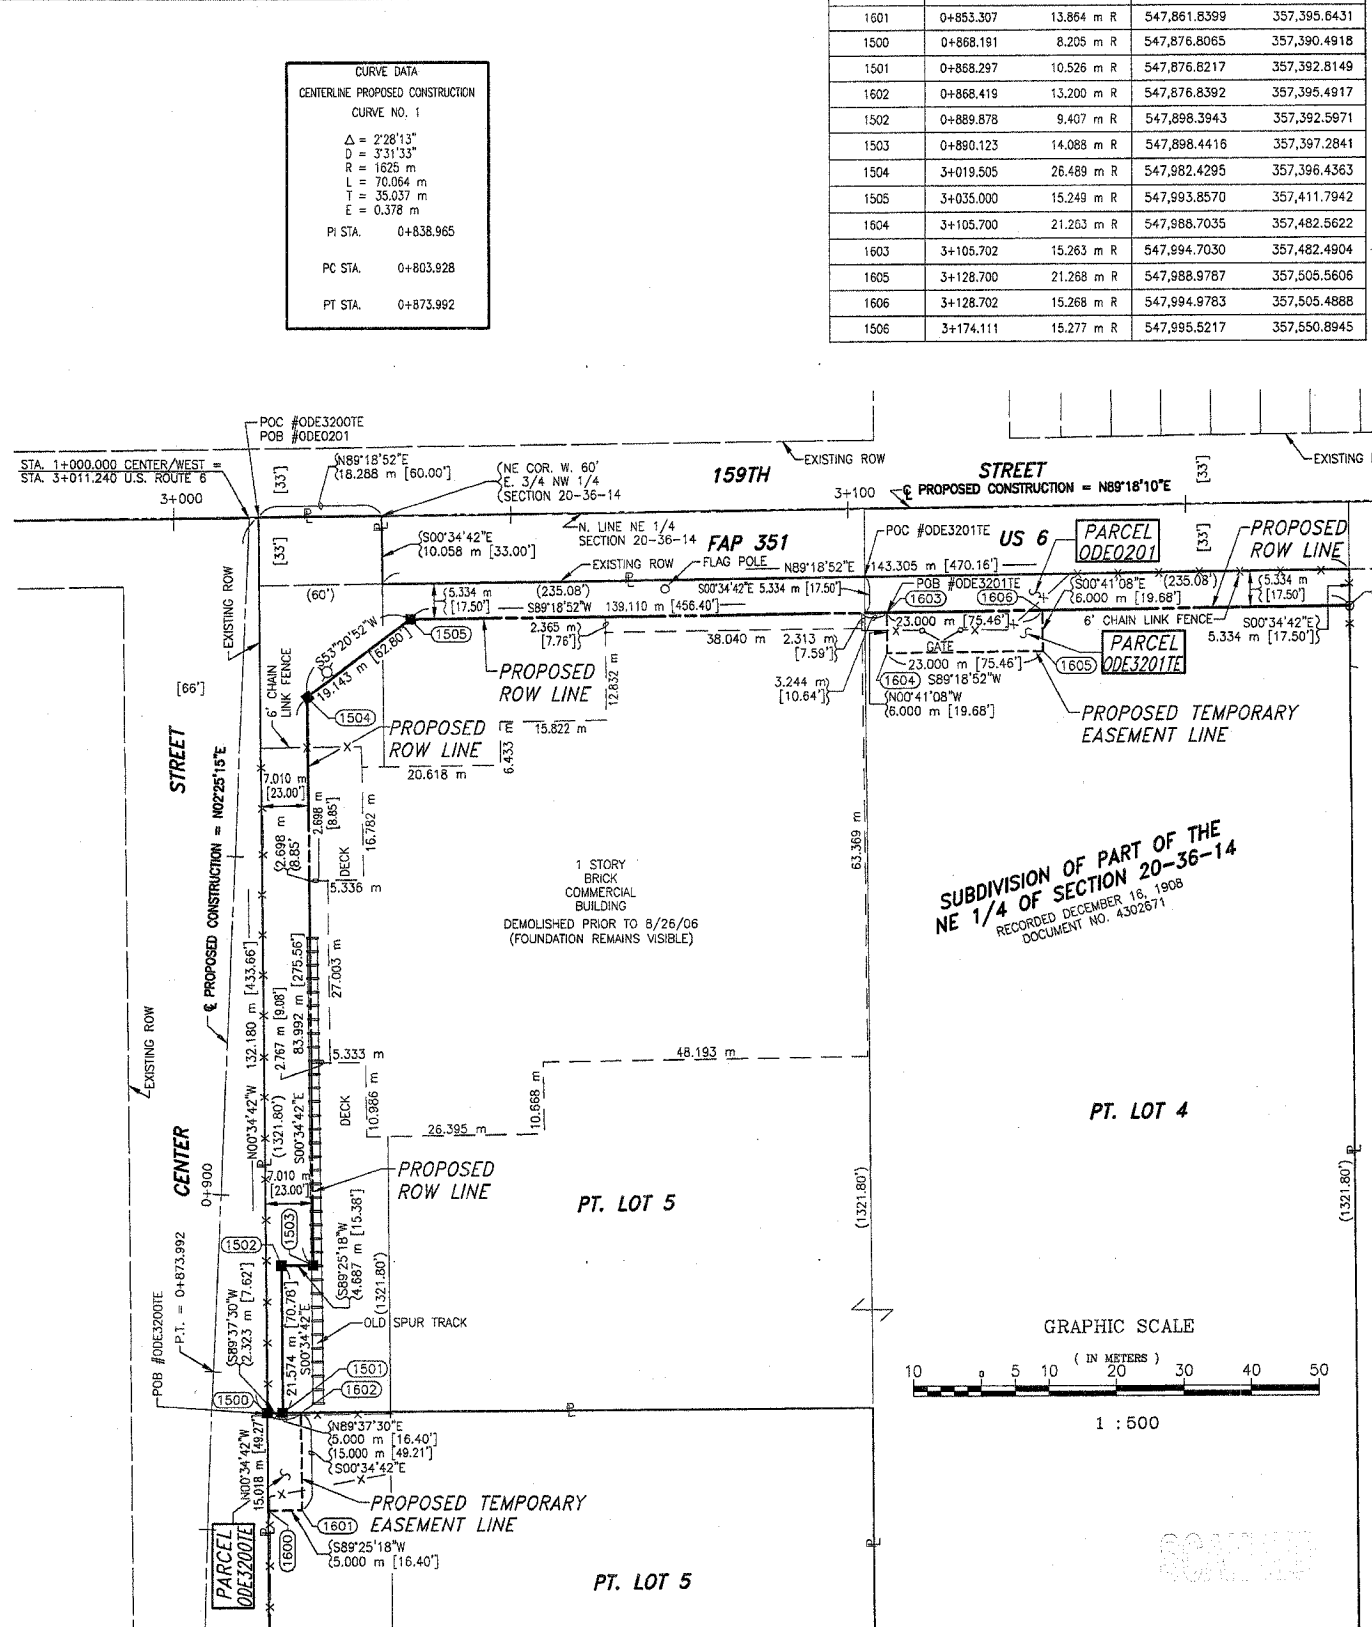 1601 0+853.307 13.864 m R 547,861.8399 357,395.6431
1500 0+868.191 8.205 m R 547,876.8065 357,390.4918
1501 0+868.297 10.526 m R 547,876.8217 357,392.8149
1602 0+868.419 13.200 m R 547,876.8392 357,395.4917
1502 0+889.878 9.407 m R 547,898.3943 357,392.5971
1503 0+890.123 14.088 m R 547,898.4416 357,397.2841
1504 3+019.505 26.489 m R 547,982.4295 357,396.4363
1505 3+035.000 15.249 m R 547,993.8570 357,411.7942
1604 3+105.700 21.263 m R 547,988.7035 357,482.5622
1603 3+105.702 15.263 m R 547,994.7030 357,482.4904
1605 3+128.700 21.268 m R 547,988.9787 357,505.5606
1606 3+128.702 15.268 m R 547,994.9783 357,505.4888
1506 3+174.111 15.277 m R 547,995.5217 357,550.8945
CURVE DATA
CENTERLINE PROPOSED CONSTRUCTION
CURVE NO. 1
Δ = 2°28'13"
D = 3°31'33"
R = 1625 m
L = 70.064 m
T = 35.037 m
E = 0.378 m
PI STA. 0+838.965
PC STA. 0+803.928
PT STA. 0+873.992
POC #0DE3200TE
POB #0DE0201
STA. 1+000.000 CENTER/WEST =
STA. 3+011.240 U.S. ROUTE 6
3+000
[33']
N89°18'52"E
18.288 m [60.00']
NE COR. W. 60'
E. 3/4 NW 1/4
SECTION 20-36-14
159TH
STREET
EXISTING ROW
[33']
EXISTING
3+100
℄ PROPOSED CONSTRUCTION = N89°18'10"E
N. LINE NE 1/4
SECTION 20-36-14
FAP 351
POC #0DE3201TE
US 6
PARCEL
0DE0201
[33']
PROPOSED
ROW LINE
[33']
S00°34'42"E
10.058 m [33.00']
EXISTING ROW
FLAG POLE
N89°18'52"E 143.305 m [470.16']
(60')
5.334 m
[17.50']
(235.08')
S00°34'42"E 5.334 m [17.50']
POB #0DE3201TE
S00°41'08"E
6.000 m [19.68']
(235.08')
5.334 m
[17.50']
S89°18'52"W 139.110 m [456.40']
1603
1606
23.000 m [75.46']
6' CHAIN LINK FENCE
S00°34'42"E
5.334 m [17.50']
EXISTING ROW
S53°20'52"W
19.143 m [62.80']
1505
2.365 m
[7.76']
38.040 m
2.313 m
[7.59']
GATE
PARCEL
0DE3201TE
23.000 m [75.46']
1605
1604
S89°18'52"W
3.244 m
[10.64']
N00°41'08"W
6.000 m [19.68']
PROPOSED
ROW LINE
12.832 m
[66']
6' CHAIN
LINK FENCE
1504
PROPOSED
ROW LINE
PROPOSED TEMPORARY
EASEMENT LINE
15.822 m
6.433 m
20.618 m
STREET
7.010 m
[23.00']
2.698 m
[8.85']
16.782 m
℄ PROPOSED CONSTRUCTION = N02°25'15"E
2.698 m
8.85'
DECK
5.336 m
63.369 m
1 STORY
BRICK
COMMERCIAL
BUILDING
DEMOLISHED PRIOR TO 8/26/06
(FOUNDATION REMAINS VISIBLE)
SUBDIVISION OF PART OF THE
NE 1/4 OF SECTION 20-36-14
RECORDED DECEMBER 16, 1908
DOCUMENT NO. 4302671
N00°34'42"W 132.180 m [433.66']
(1321.80')
2.767 m [9.08']
S00°34'42"E 83.992 m [275.56']
27.003 m
EXISTING ROW
5.333 m
48.193 m
DECK
10.986 m
10.668 m
26.395 m
PT. LOT 4
CENTER
0+900
7.010 m
[23.00']
PROPOSED
ROW LINE
PT. LOT 5
(1321.80')
(1321.80')
1502
1503
S89°25'18"W
4.687 m [15.38']
(1321.80')
P.T. = 0+873.992
POB #0DE3200TE
S89°37'30"W
2.323 m [7.62']
21.574 m [70.78']
S00°34'42"E
OLD SPUR TRACK
1501
1602
1500
GRAPHIC SCALE
( IN METERS )
10 0 5 10 20 30 40 50
1 : 500
N89°37'30"E
5.000 m [16.40']
15.000 m [49.21']
S00°34'42"E
N00°34'42"W
15.018 m [49.27']
PROPOSED TEMPORARY
EASEMENT LINE
1601
1600
S89°25'18"W
5.000 m [16.40']
PARCEL
0DE3200TE
PT. LOT 5
SCANNED